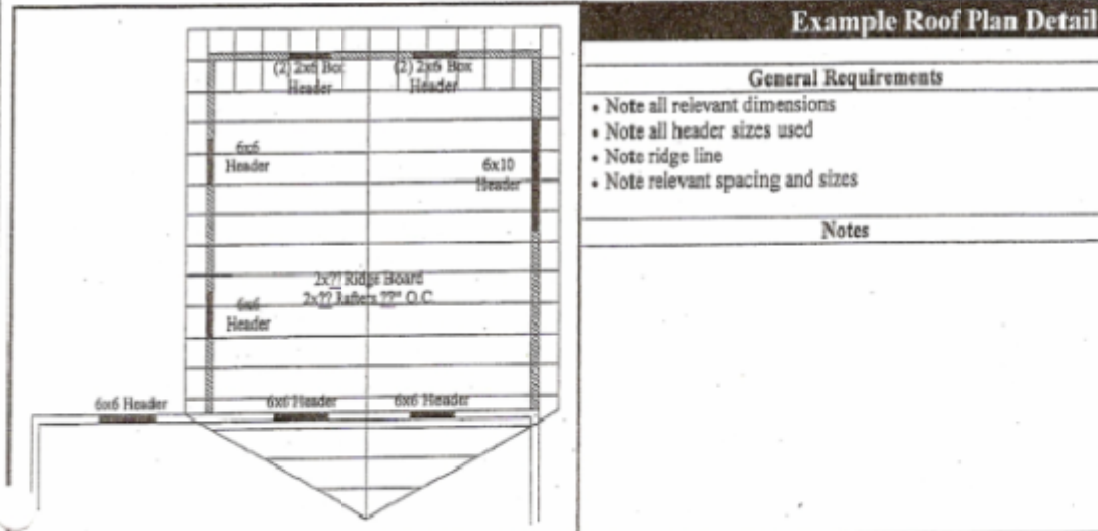 Example Roof Plan Detail
General Requirements
• Note all relevant dimensions
• Note all header sizes used
• Note ridge line
• Note relevant spacing and sizes
Notes
(2) 2x6 Box
Header
(2) 2x6 Box
Header
6x6
Header
6x10
Header
2x?? Ridge Board
2x?? Rafters ??" O.C.
6x6
Header
6x6 Header
6x6 Header
6x6 Header